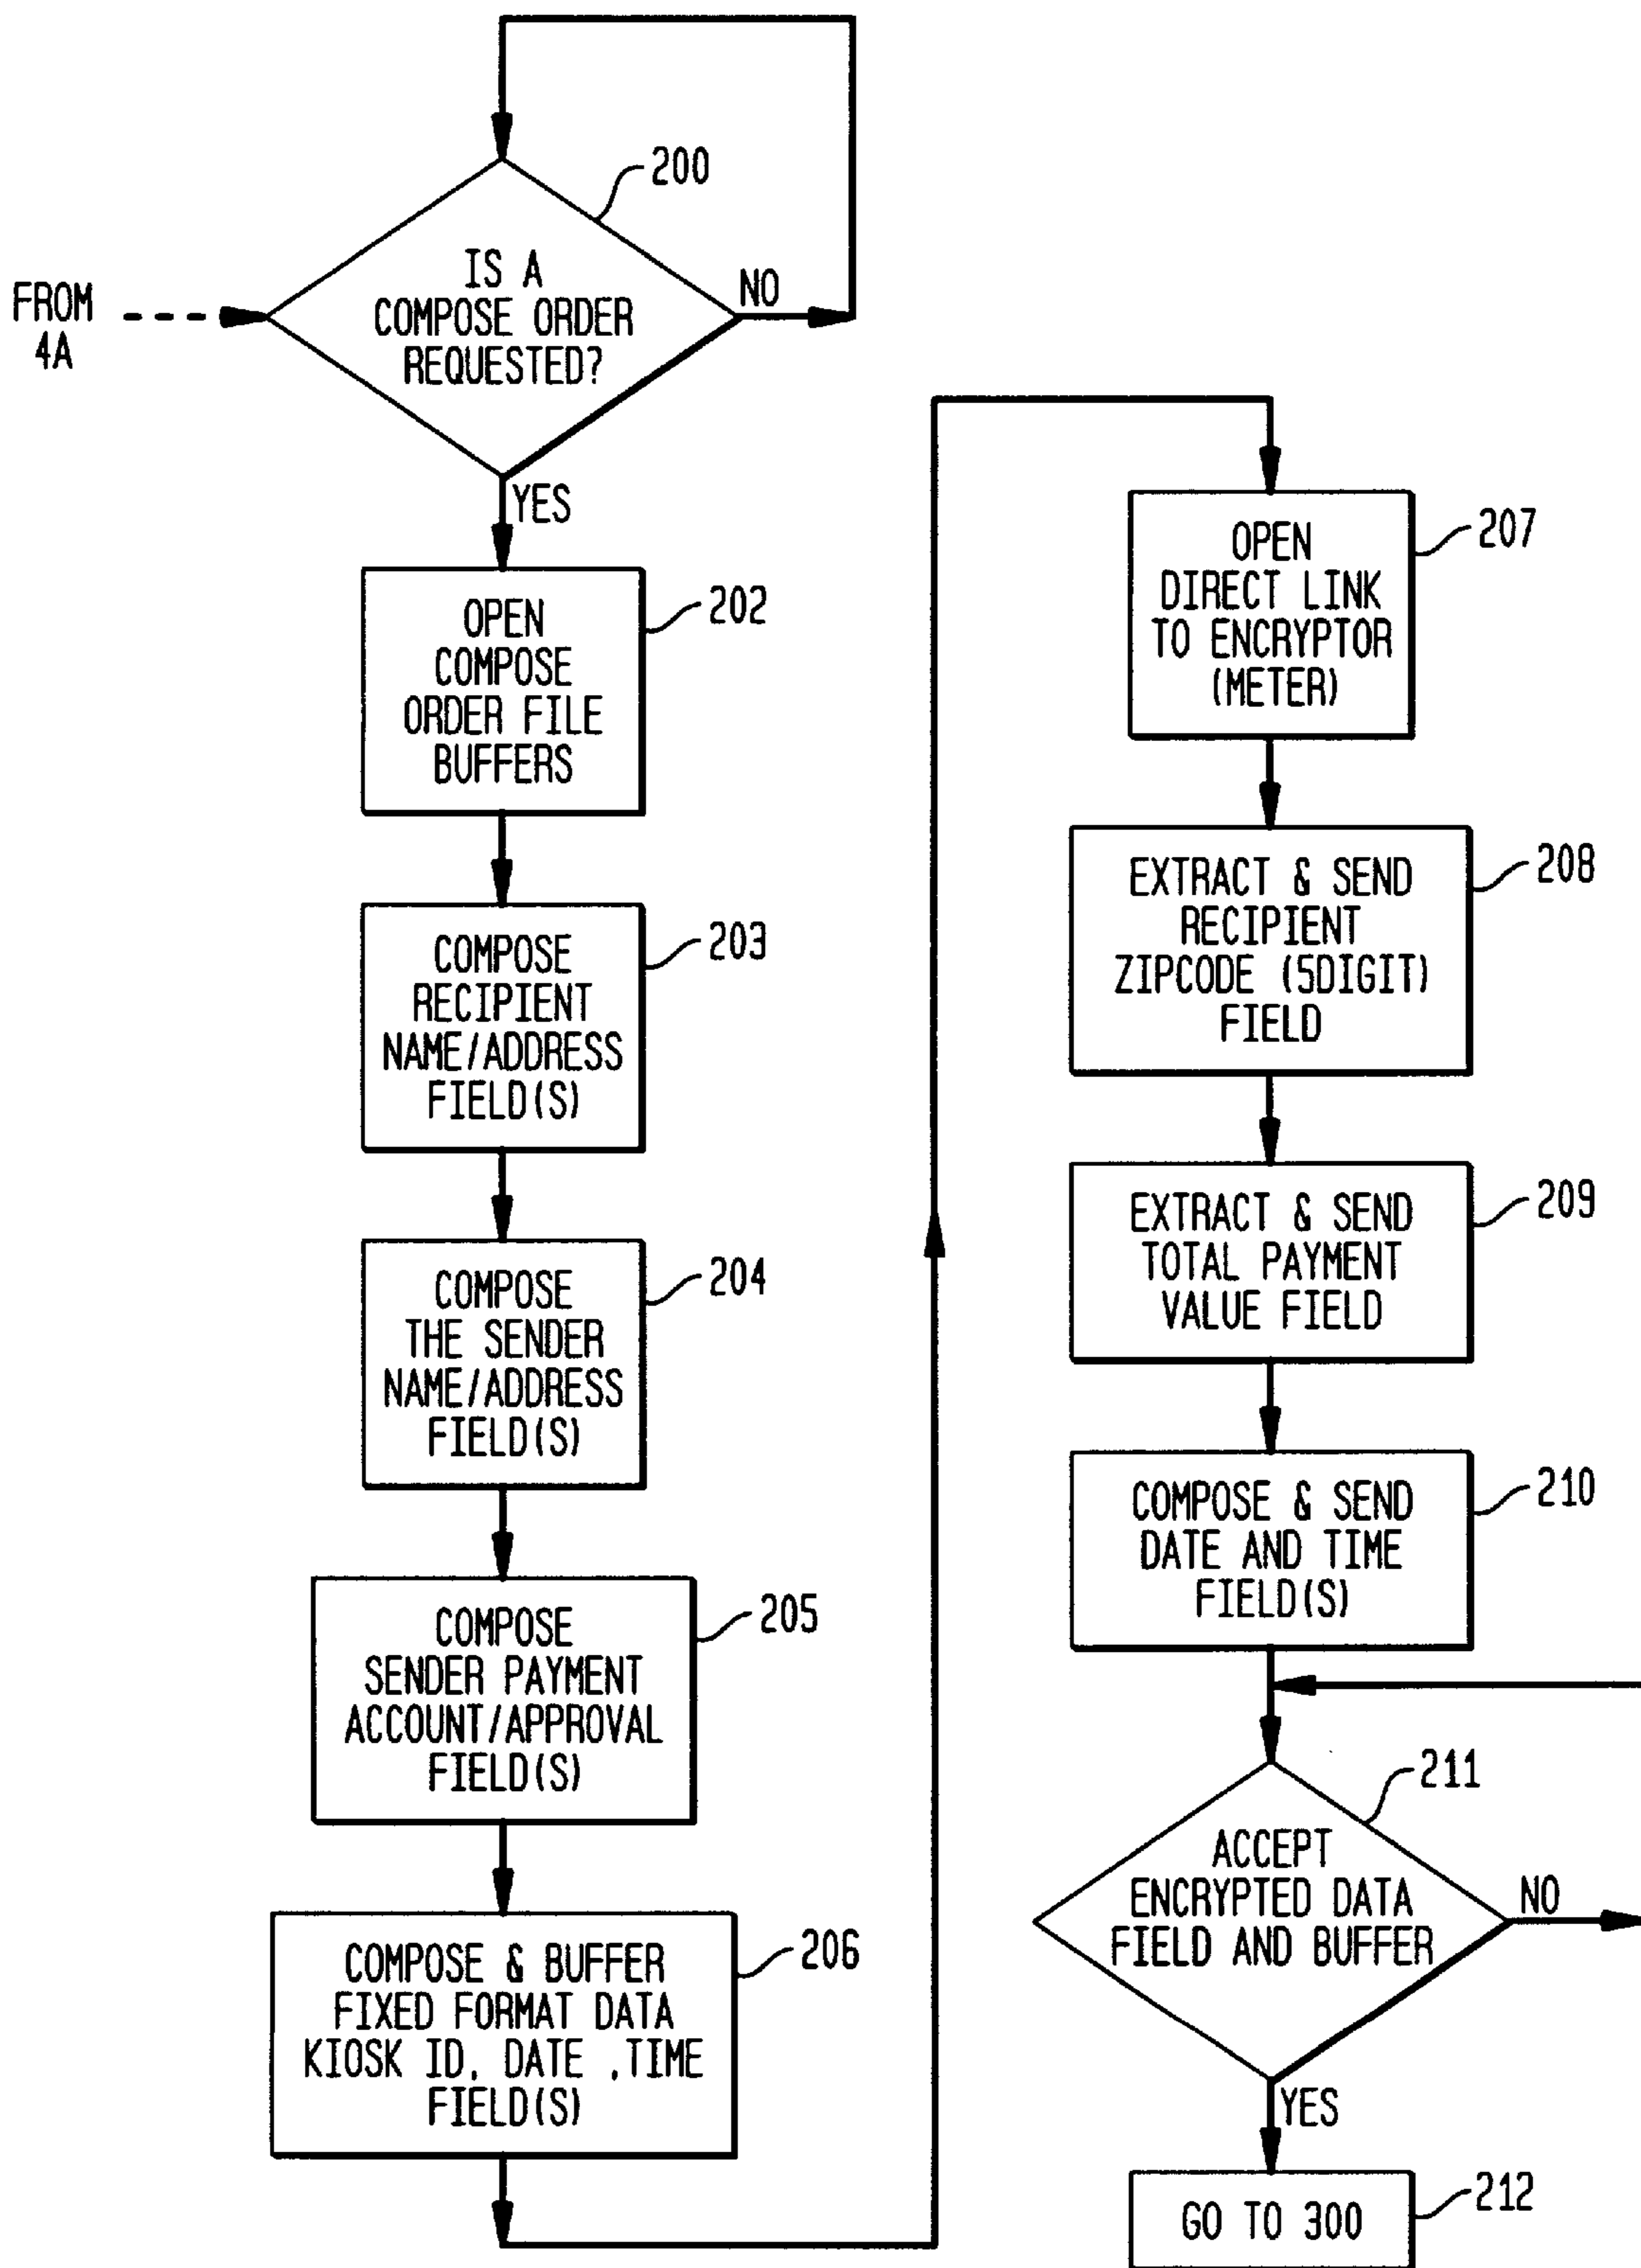 200
IS A
COMPOSE ORDER
REQUESTED?
NO
FROM
4A
YES
OPEN
COMPOSE
ORDER FILE
BUFFERS
202
COMPOSE
RECIPIENT
NAME/ADDRESS
FIELD(S)
203
COMPOSE
THE SENDER
NAME/ADDRESS
FIELD(S)
204
COMPOSE
SENDER PAYMENT
ACCOUNT/APPROVAL
FIELD(S)
205
COMPOSE & BUFFER
FIXED FORMAT DATA
KIOSK ID, DATE ,TIME
FIELD(S)
206
OPEN
DIRECT LINK
TO ENCRYPTOR
(METER)
207
EXTRACT & SEND
RECIPIENT
ZIPCODE (5DIGIT)
FIELD
208
EXTRACT & SEND
TOTAL PAYMENT
VALUE FIELD
209
COMPOSE & SEND
DATE AND TIME
FIELD(S)
210
211
ACCEPT
ENCRYPTED DATA
FIELD AND BUFFER
NO
YES
GO TO 300
212